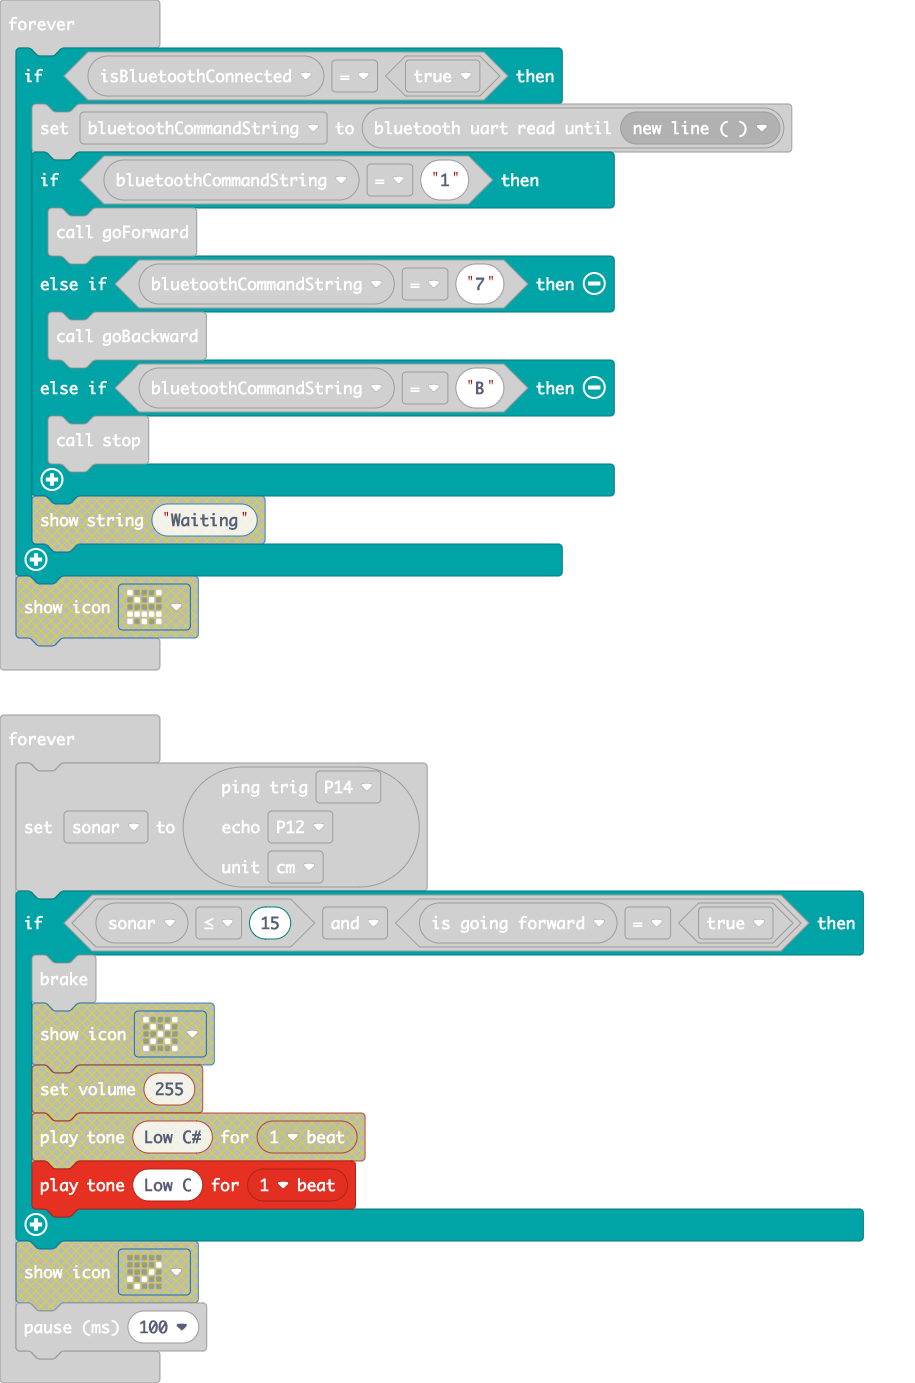 forever
if isBluetoothConnected = true then
set bluetoothCommandString to bluetooth uart read until new line ( )
if bluetoothCommandString = "1" then
call goForward
else if bluetoothCommandString = "7" then
call goBackward
else if bluetoothCommandString = "B" then
call stop
show string "Waiting"
show icon
forever
ping trig P14
set sonar to echo P12
unit cm
if sonar ≤ 15 and is going forward = true then
brake
show icon
set volume 255
play tone Low C# for 1 beat
play tone Low C for 1 beat
show icon
pause (ms) 100